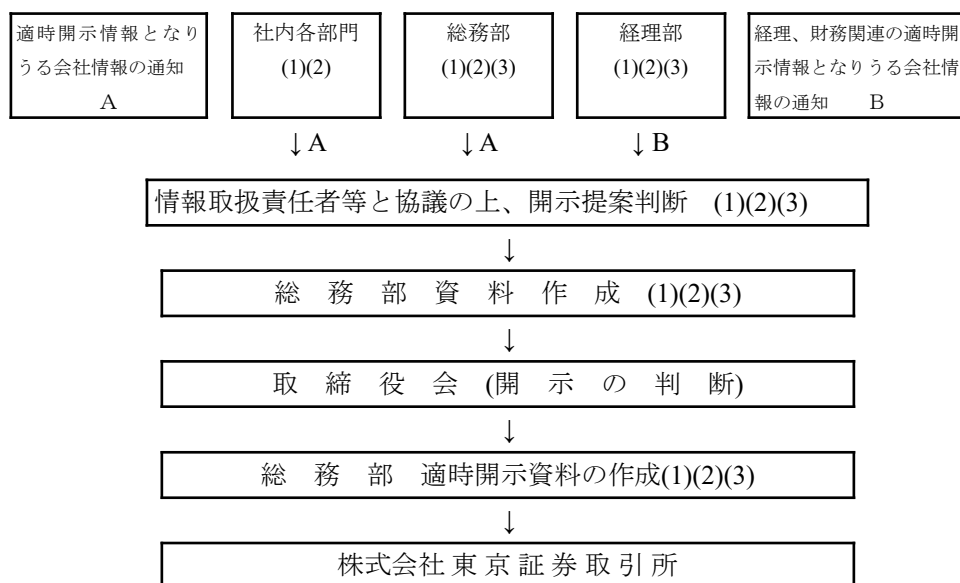 適時開示情報となり
うる会社情報の通知
A
社内各部門
(1)(2)
総務部
(1)(2)(3)
経理部
(1)(2)(3)
経理、財務関連の適時開
示情報となりうる会社情
報の通知 B
↓A ↓A ↓B
情報取扱責任者等と協議の上、開示提案判断 (1)(2)(3)
↓
総 務 部 資 料 作 成 (1)(2)(3)
↓
取 締 役 会 (開 示 の 判 断)
↓
総 務 部 適時開示資料の作成(1)(2)(3)
↓
株式会社 東 京 証 券 取 引 所